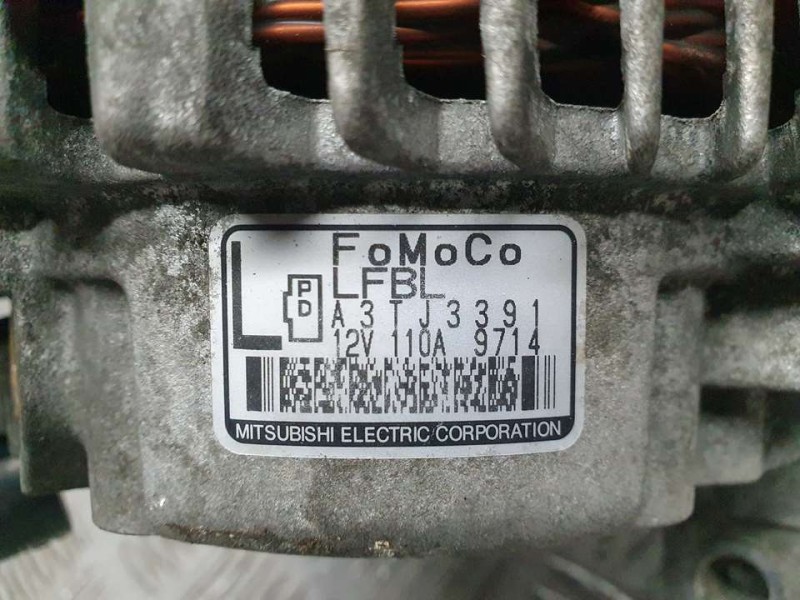 FoMoCo
L
LFBL
P
D
A3TJ3391
12V 110A 9714
MITSUBISHI ELECTRIC CORPORATION